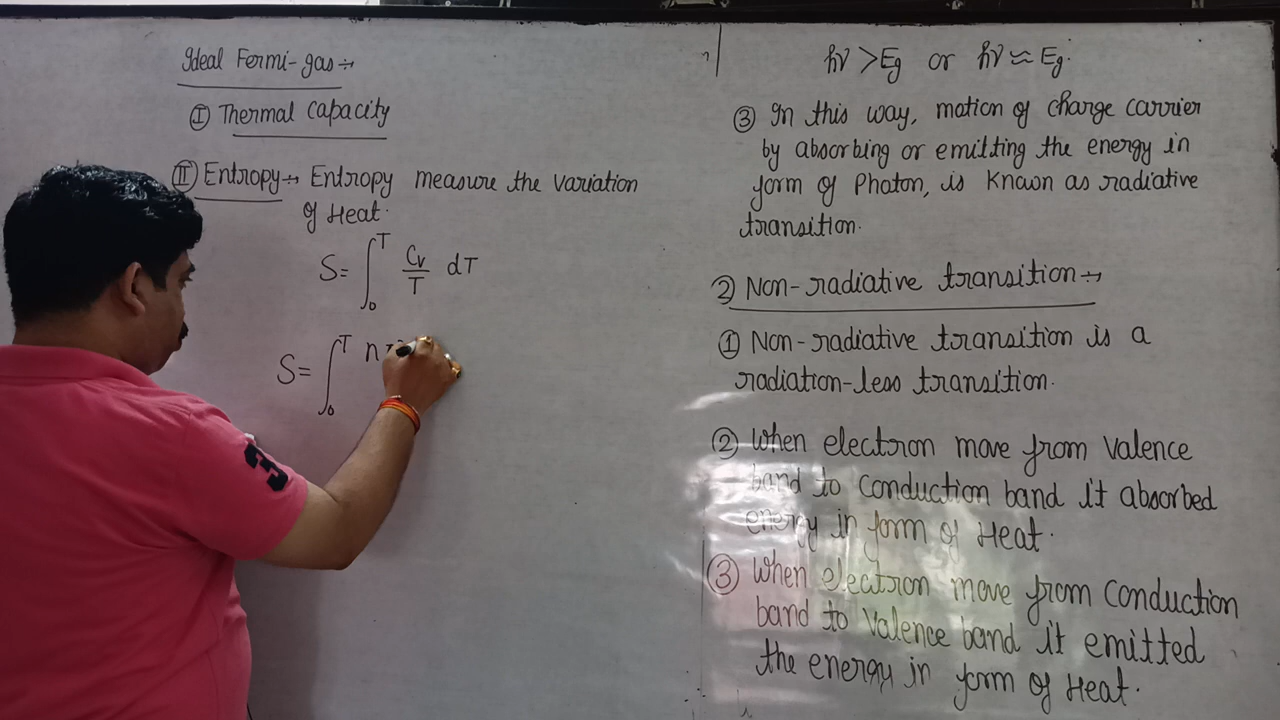 Ideal Fermi-gas÷
Ⓘ Thermal Capacity
Ⓘⓘ Entropy÷ Entropy measure the variation
of Heat.
S= ∫₀ᵀ Cv/T dT
S= ∫₀ᵀ n
3
hν > Eg or hν ≈ Eg.
③ In this way, motion of charge carrier
by absorbing or emitting the energy in
form of Photon, is Known as radiative
transition.
2) Non-radiative transition÷
① Non-radiative transition is a
radiation-less transition.
② When electron move from valence
band to conduction band it absorbed
energy in form of Heat.
③ When electron move from conduction
band to valence band it emitted
the energy in form of Heat.